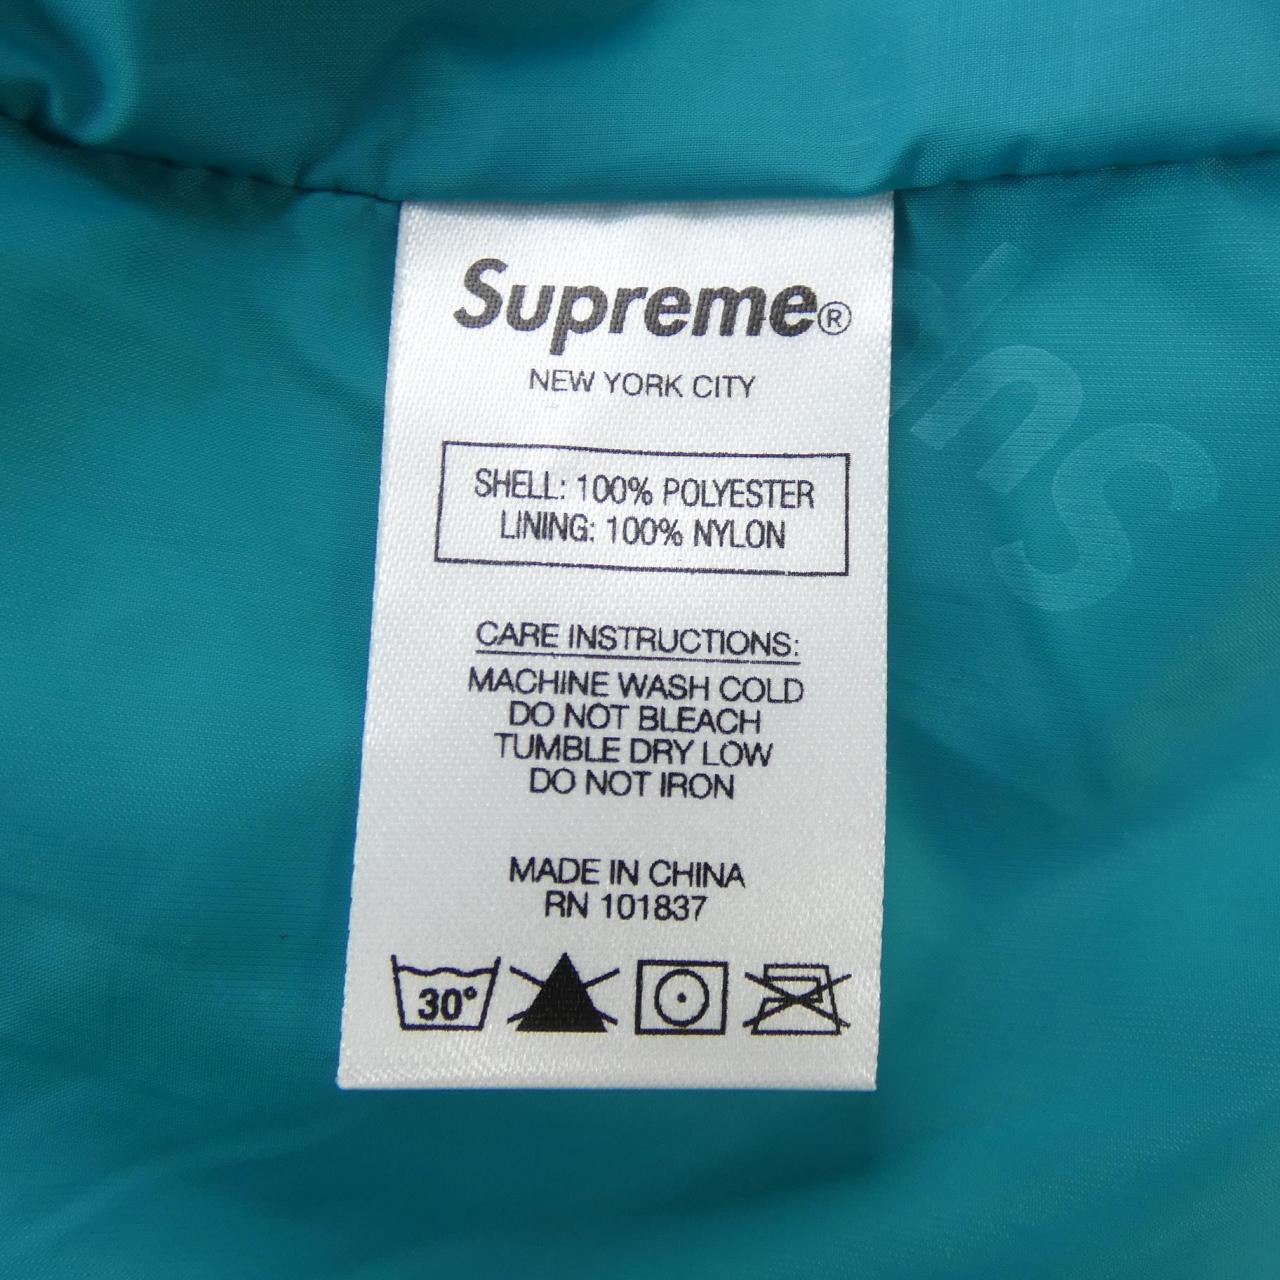 Supreme®
NEW YORK CITY
SHELL: 100% POLYESTER
LINING: 100% NYLON
CARE INSTRUCTIONS:
MACHINE WASH COLD
DO NOT BLEACH
TUMBLE DRY LOW
DO NOT IRON
MADE IN CHINA
RN 101837
30°